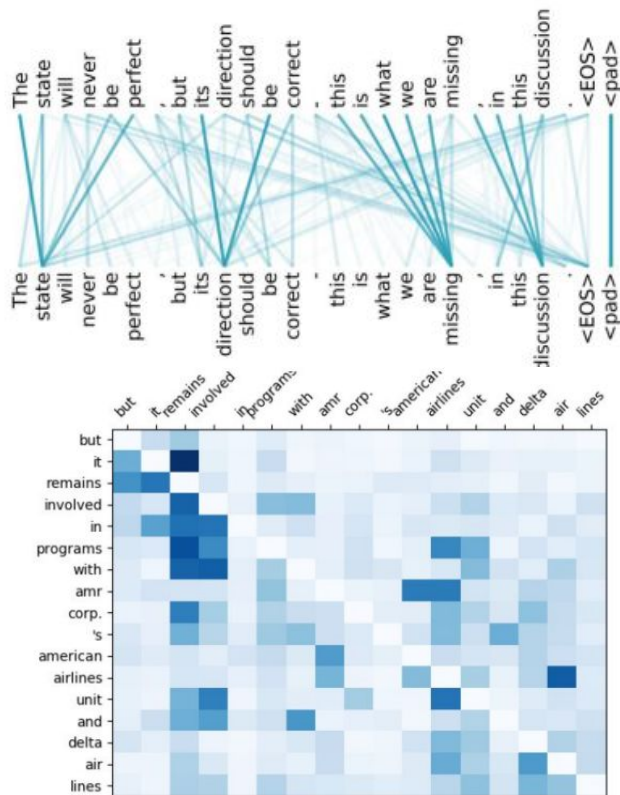 The state will never be perfect , but its direction should be correct - this is what we are missing , in this discussion . <EOS> <pad>
The state will never be perfect , but its direction should be correct - this is what we are missing , in this discussion . <EOS> <pad>
but it remains involved in programs with amr corp. 's american airlines unit and delta air lines
but
it
remains
involved
in
programs
with
amr
corp.
's
american
airlines
unit
and
delta
air
lines